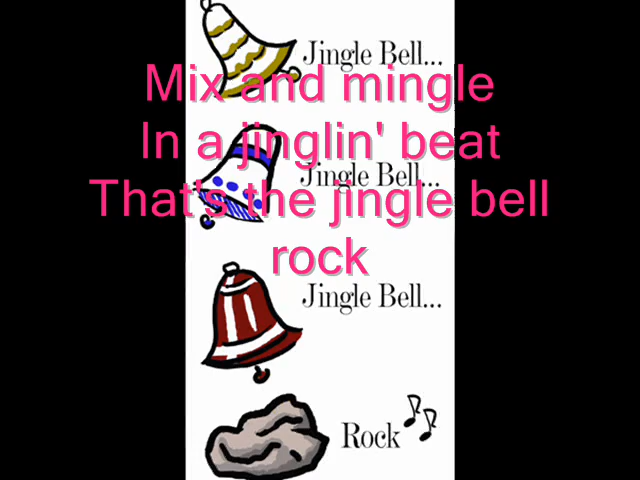 Jingle Bell...
Mix and mingle
In a jinglin' beat
Jingle Bell...
That's the jingle bell
rock
Jingle Bell...
Rock